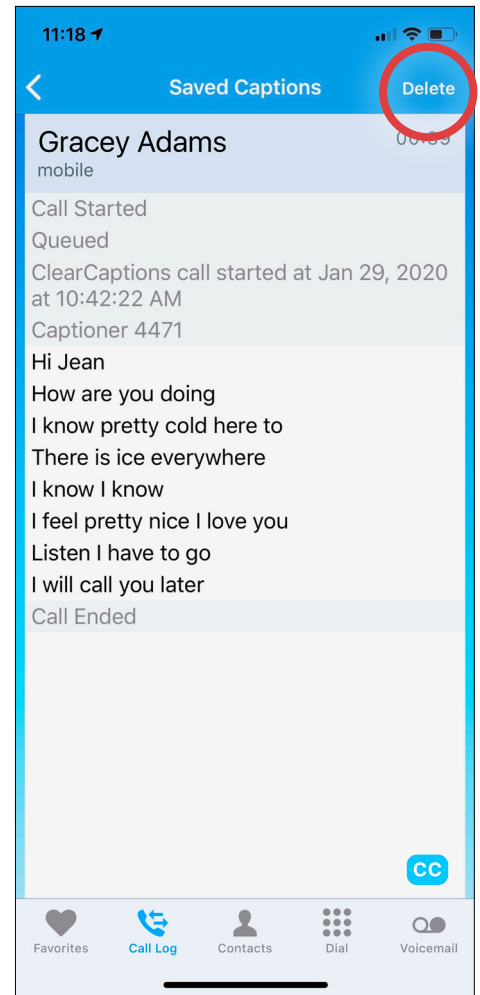 11:18
Saved Captions
Delete
Gracey Adams
00:39
mobile
Call Started
Queued
ClearCaptions call started at Jan 29, 2020
at 10:42:22 AM
Captioner 4471
Hi Jean
How are you doing
I know pretty cold here to
There is ice everywhere
I know I know
I feel pretty nice I love you
Listen I have to go
I will call you later
Call Ended
CC
Favorites
Call Log
Contacts
Dial
Voicemail